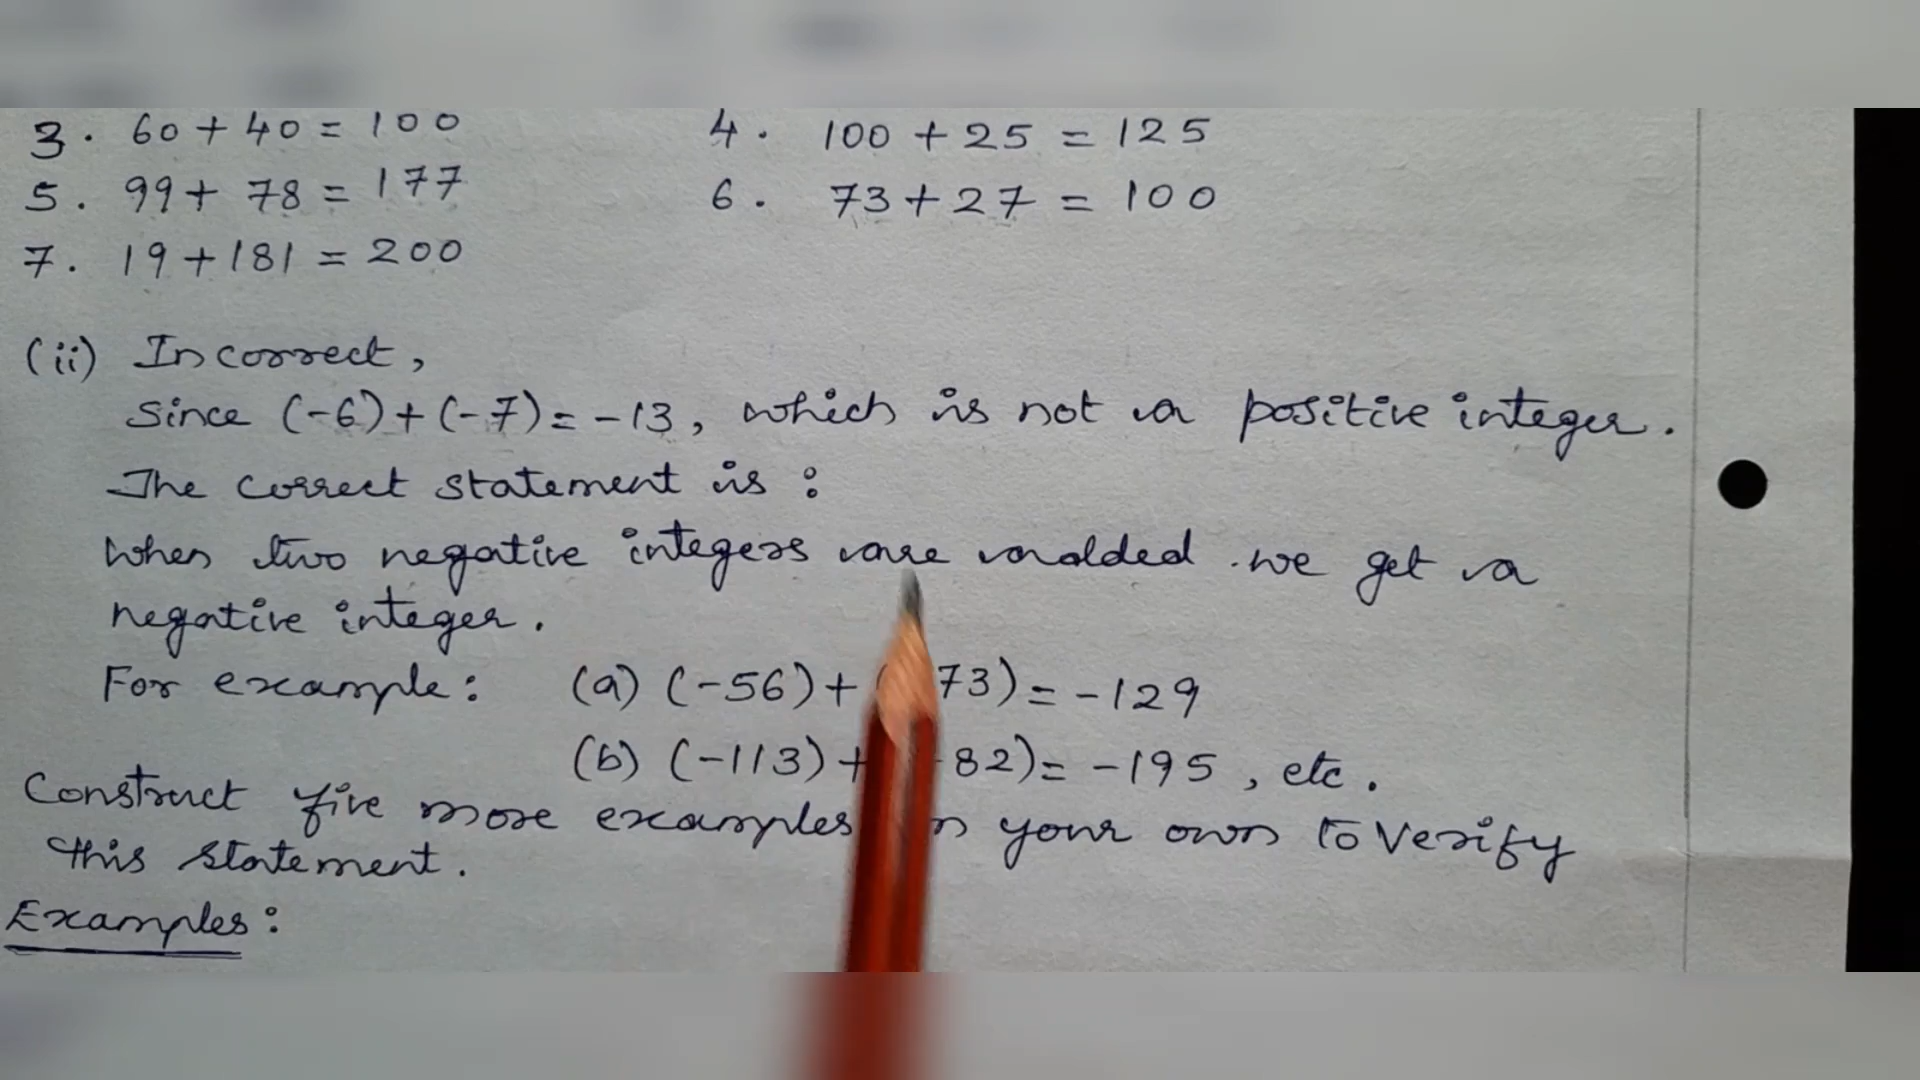 3. 60 + 40 = 100 4. 100 + 25 = 125
5. 99 + 78 = 177 6. 73 + 27 = 100
7. 19 + 181 = 200
(ii) Incorrect,
Since (-6) + (-7) = -13, which is not a positive integer.
The correct statement is :
When two negative integers are added we get a
negative integer.
For example: (a) (-56) + 73) = -129
(b) (-113) + 82) = -195, etc.
Construct five more examples your own to verify
this statement.
Examples: